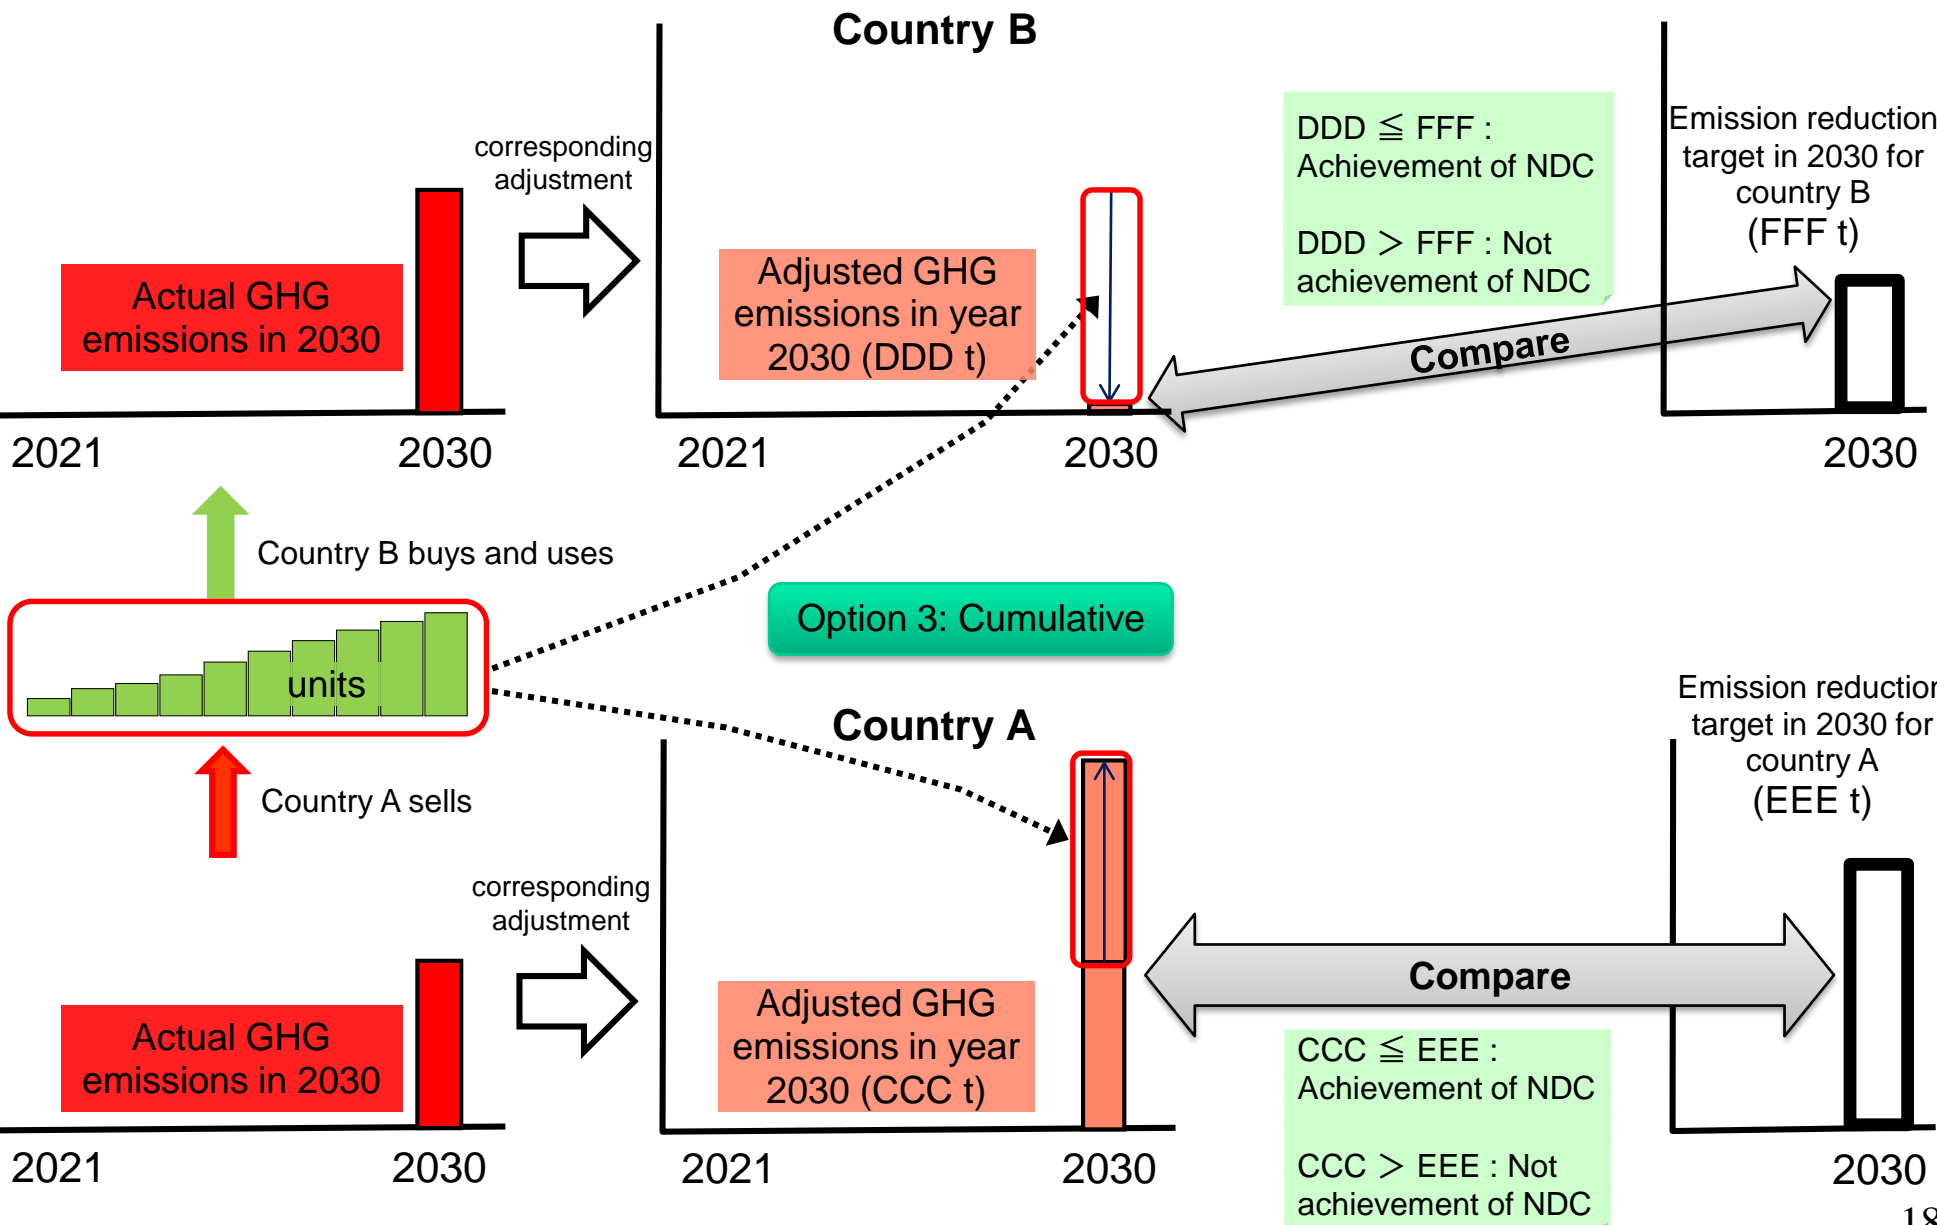 Country B
corresponding
adjustment
DDD ≦ FFF :
Achievement of NDC
DDD > FFF : Not
achievement of NDC
Emission reduction
target in 2030 for
country B
(FFF t)
Actual GHG
emissions in 2030
Adjusted GHG
emissions in year
2030 (DDD t)
Compare
2021
2030
2021
2030
2030
Country B buys and uses
units
Option 3: Cumulative
Country A sells
Country A
Emission reduction
target in 2030 for
country A
(EEE t)
corresponding
adjustment
Actual GHG
emissions in 2030
Adjusted GHG
emissions in year
2030 (CCC t)
Compare
CCC ≦ EEE :
Achievement of NDC
CCC > EEE : Not
achievement of NDC
2021
2030
2021
2030
2030
18